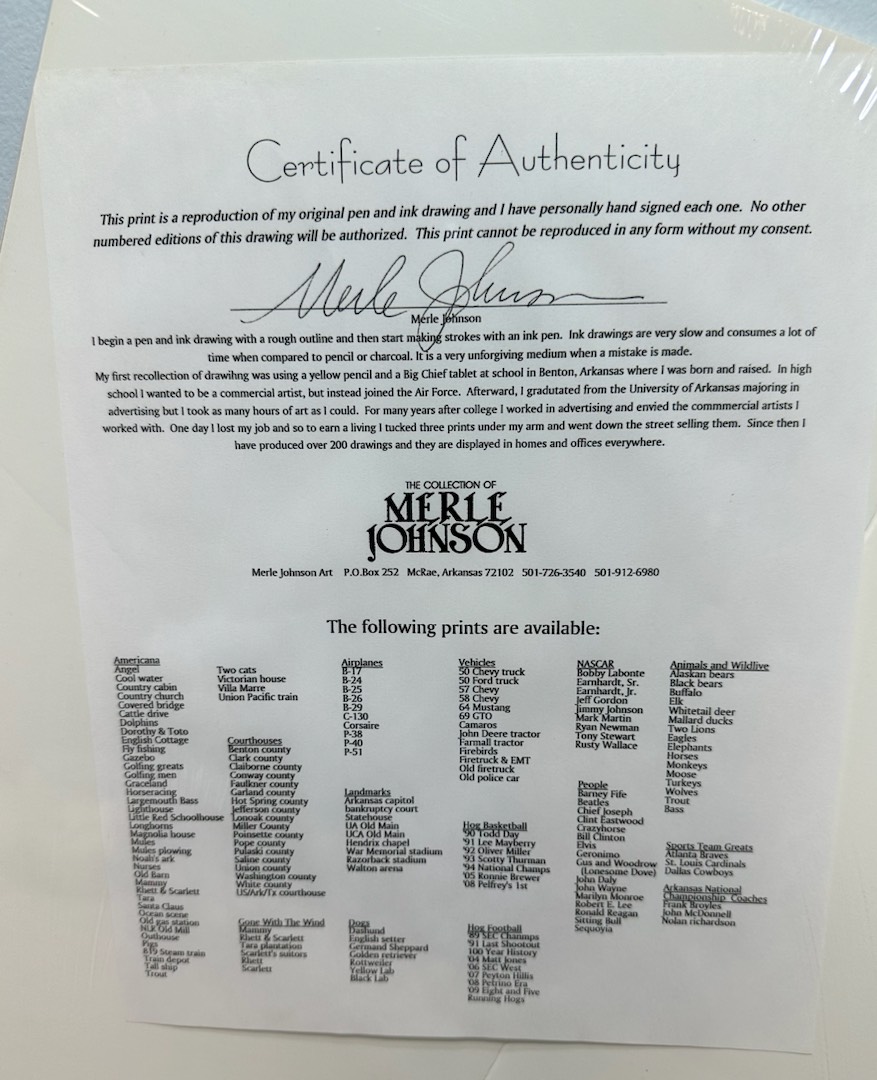 Certificate of Authenticity
This print is a reproduction of my original pen and ink drawing and I have personally hand signed each one. No other
numbered editions of this drawing will be authorized. This print cannot be reproduced in any form without my consent.
Merle Johnson
Merle Johnson
I begin a pen and ink drawing with a rough outline and then start making strokes with an ink pen. Ink drawings are very slow and consumes a lot of
time when compared to pencil or charcoal. It is a very unforgiving medium when a mistake is made.
My first recollection of drawihng was using a yellow pencil and a Big Chief tablet at school in Benton, Arkansas where I was born and raised. In high
school I wanted to be a commercial artist, but instead joined the Air Force. Afterward, I gradutated from the University of Arkansas majoring in
advertising but I took as many hours of art as I could. For many years after college I worked in advertising and envied the commmercial artists I
worked with. One day I lost my job and so to earn a living I tucked three prints under my arm and went down the street selling them. Since then I
have produced over 200 drawings and they are displayed in homes and offices everywhere.
THE COLLECTION OF
MERLE
JOHNSON
Merle Johnson Art P.O.Box 252 McRae, Arkansas 72102 501-726-3540 501-912-6980
The following prints are available:
Americana
Angel
Cool water
Country cabin
Country church
Covered bridge
Cattle drive
Dolphins
Dorothy & Toto
English Cottage
Fly fishing
Gazebo
Golfing greats
Golfing men
Graceland
Horseracing
Largemouth Bass
Lighthouse
Little Red Schoolhouse
Longhorns
Magnolia house
Mules
Mules plowing
Noah's ark
Nurses
Old Barn
Mammy
Rhett & Scarlett
Tara
Santa Claus
Ocean scene
Old gas station
NLR Old Mill
Outhouse
Pigs
819 Steam train
Train depot
Tall ship
Trout
Two cats
Victorian house
Villa Marre
Union Pacific train
Courthouses
Benton county
Clark county
Claiborne county
Conway county
Faulkner county
Garland county
Hot Spring county
Jefferson county
Lonoak county
Miller County
Poinsette county
Pope county
Pulaski county
Saline county
Union county
Washington county
White county
US/Ark/Tx courthouse
Gone With The Wind
Mammy
Rhett & Scarlett
Tara plantation
Scarlett's suitors
Rhett
Scarlett
Airplanes
B-17
B-24
B-25
B-26
B-29
C-130
Corsaire
P-38
P-40
P-51
Landmarks
Arkansas capitol
bankruptcy court
Statehouse
UA Old Main
UCA Old Main
Hendrix chapel
War Memorial stadium
Razorback stadium
Walton arena
Dogs
Dashund
English setter
Germand Sheppard
Golden retriever
Rottweiler
Yellow Lab
Black Lab
Vehicles
50 Chevy truck
50 Ford truck
57 Chevy
58 Chevy
64 Mustang
69 GTO
Camaros
John Deere tractor
Farmall tractor
Firebirds
Firetruck & EMT
Old firetruck
Old police car
Hog Basketball
'90 Todd Day
'91 Lee Mayberry
'92 Oliver Miller
'93 Scotty Thurman
'94 National Champs
'05 Ronnie Brewer
'08 Pelfrey's 1st
Hog Football
'89 SEC Channps
'91 Last Shootout
100 Year History
'04 Matt Jones
'06 SEC West
'07 Peyton Hillis
'08 Petrino Era
'09 Eight and Five
Running Hogs
NASCAR
Bobby Labonte
Earnhardt, Sr.
Earnhardt, Jr.
Jeff Gordon
Jimmy Johnson
Mark Martin
Ryan Newman
Tony Stewart
Rusty Wallace
People
Barney Fife
Beatles
Chief Joseph
Clint Eastwood
Crazyhorse
Bill Clinton
Elvis
Geronimo
Gus and Woodrow
(Lonesome Dove)
John Daly
John Wayne
Marilyn Monroe
Robert E. Lee
Ronald Reagan
Sitting Bull
Sequoyia
Animals and Wildlive
Alaskan bears
Black bears
Buffalo
Elk
Whitetail deer
Mallard ducks
Two Lions
Eagles
Elephants
Horses
Monkeys
Moose
Turkeys
Wolves
Trout
Bass
Sports Team Greats
Atlanta Braves
St. Louis Cardinals
Dallas Cowboys
Arkansas National
Championship Coaches
Frank Broyles
John McDonnell
Nolan richardson